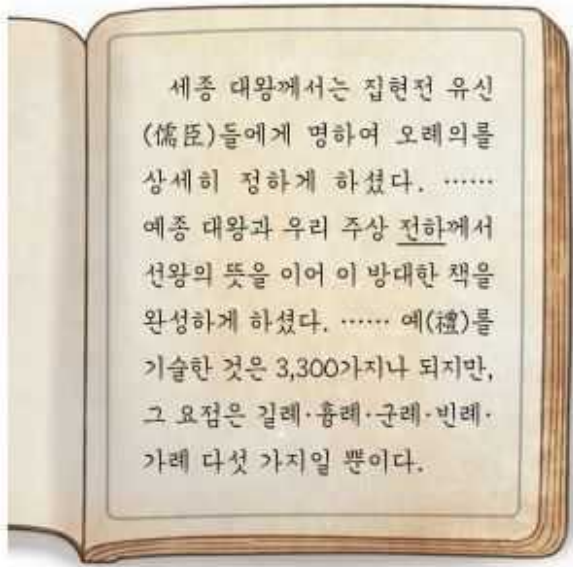 세종 대왕께서는 집현전 유신
(儒臣)들에게 명하여 오례의를
상세히 정하게 하셨다. ……
예종 대왕과 우리 주상 전하께서
선왕의 뜻을 이어 이 방대한 책을
완성하게 하셨다. …… 예(禮)를
기술한 것은 3,300가지나 되지만,
그 요점은 길례·흉례·군례·빈례·
가례 다섯 가지일 뿐이다.